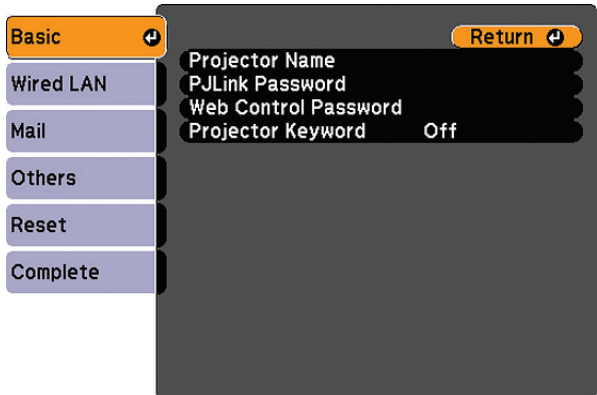 Basic
Wired LAN
Mail
Others
Reset
Complete
Return
Projector Name
PJLink Password
Web Control Password
Projector Keyword Off